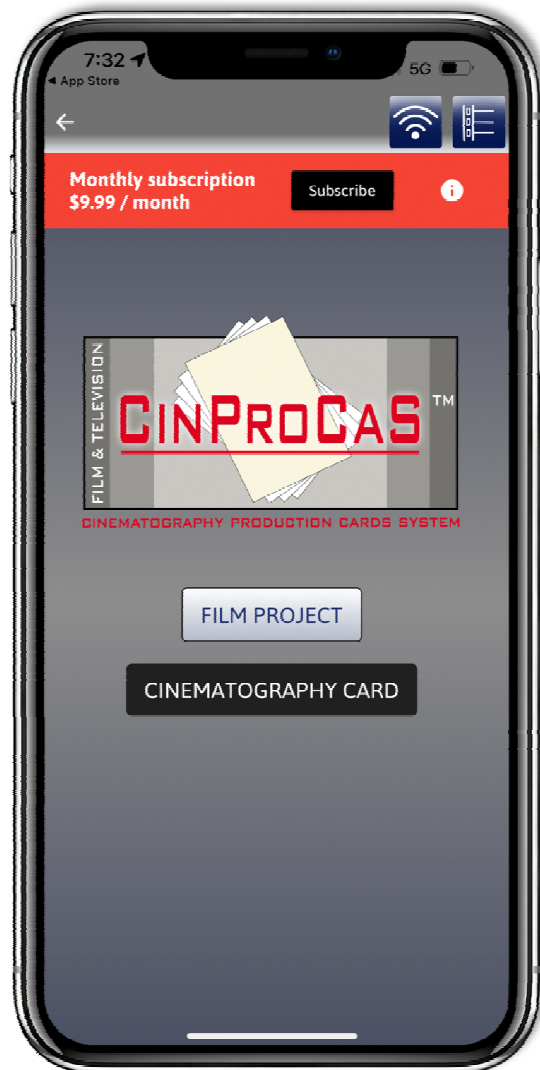 7:32
5G
App Store
Monthly subscription
$9.99 / month
Subscribe
i
FILM & TELEVISION
CINPROCAS TM
CINEMATOGRAPHY PRODUCTION CARDS SYSTEM
FILM PROJECT
CINEMATOGRAPHY CARD